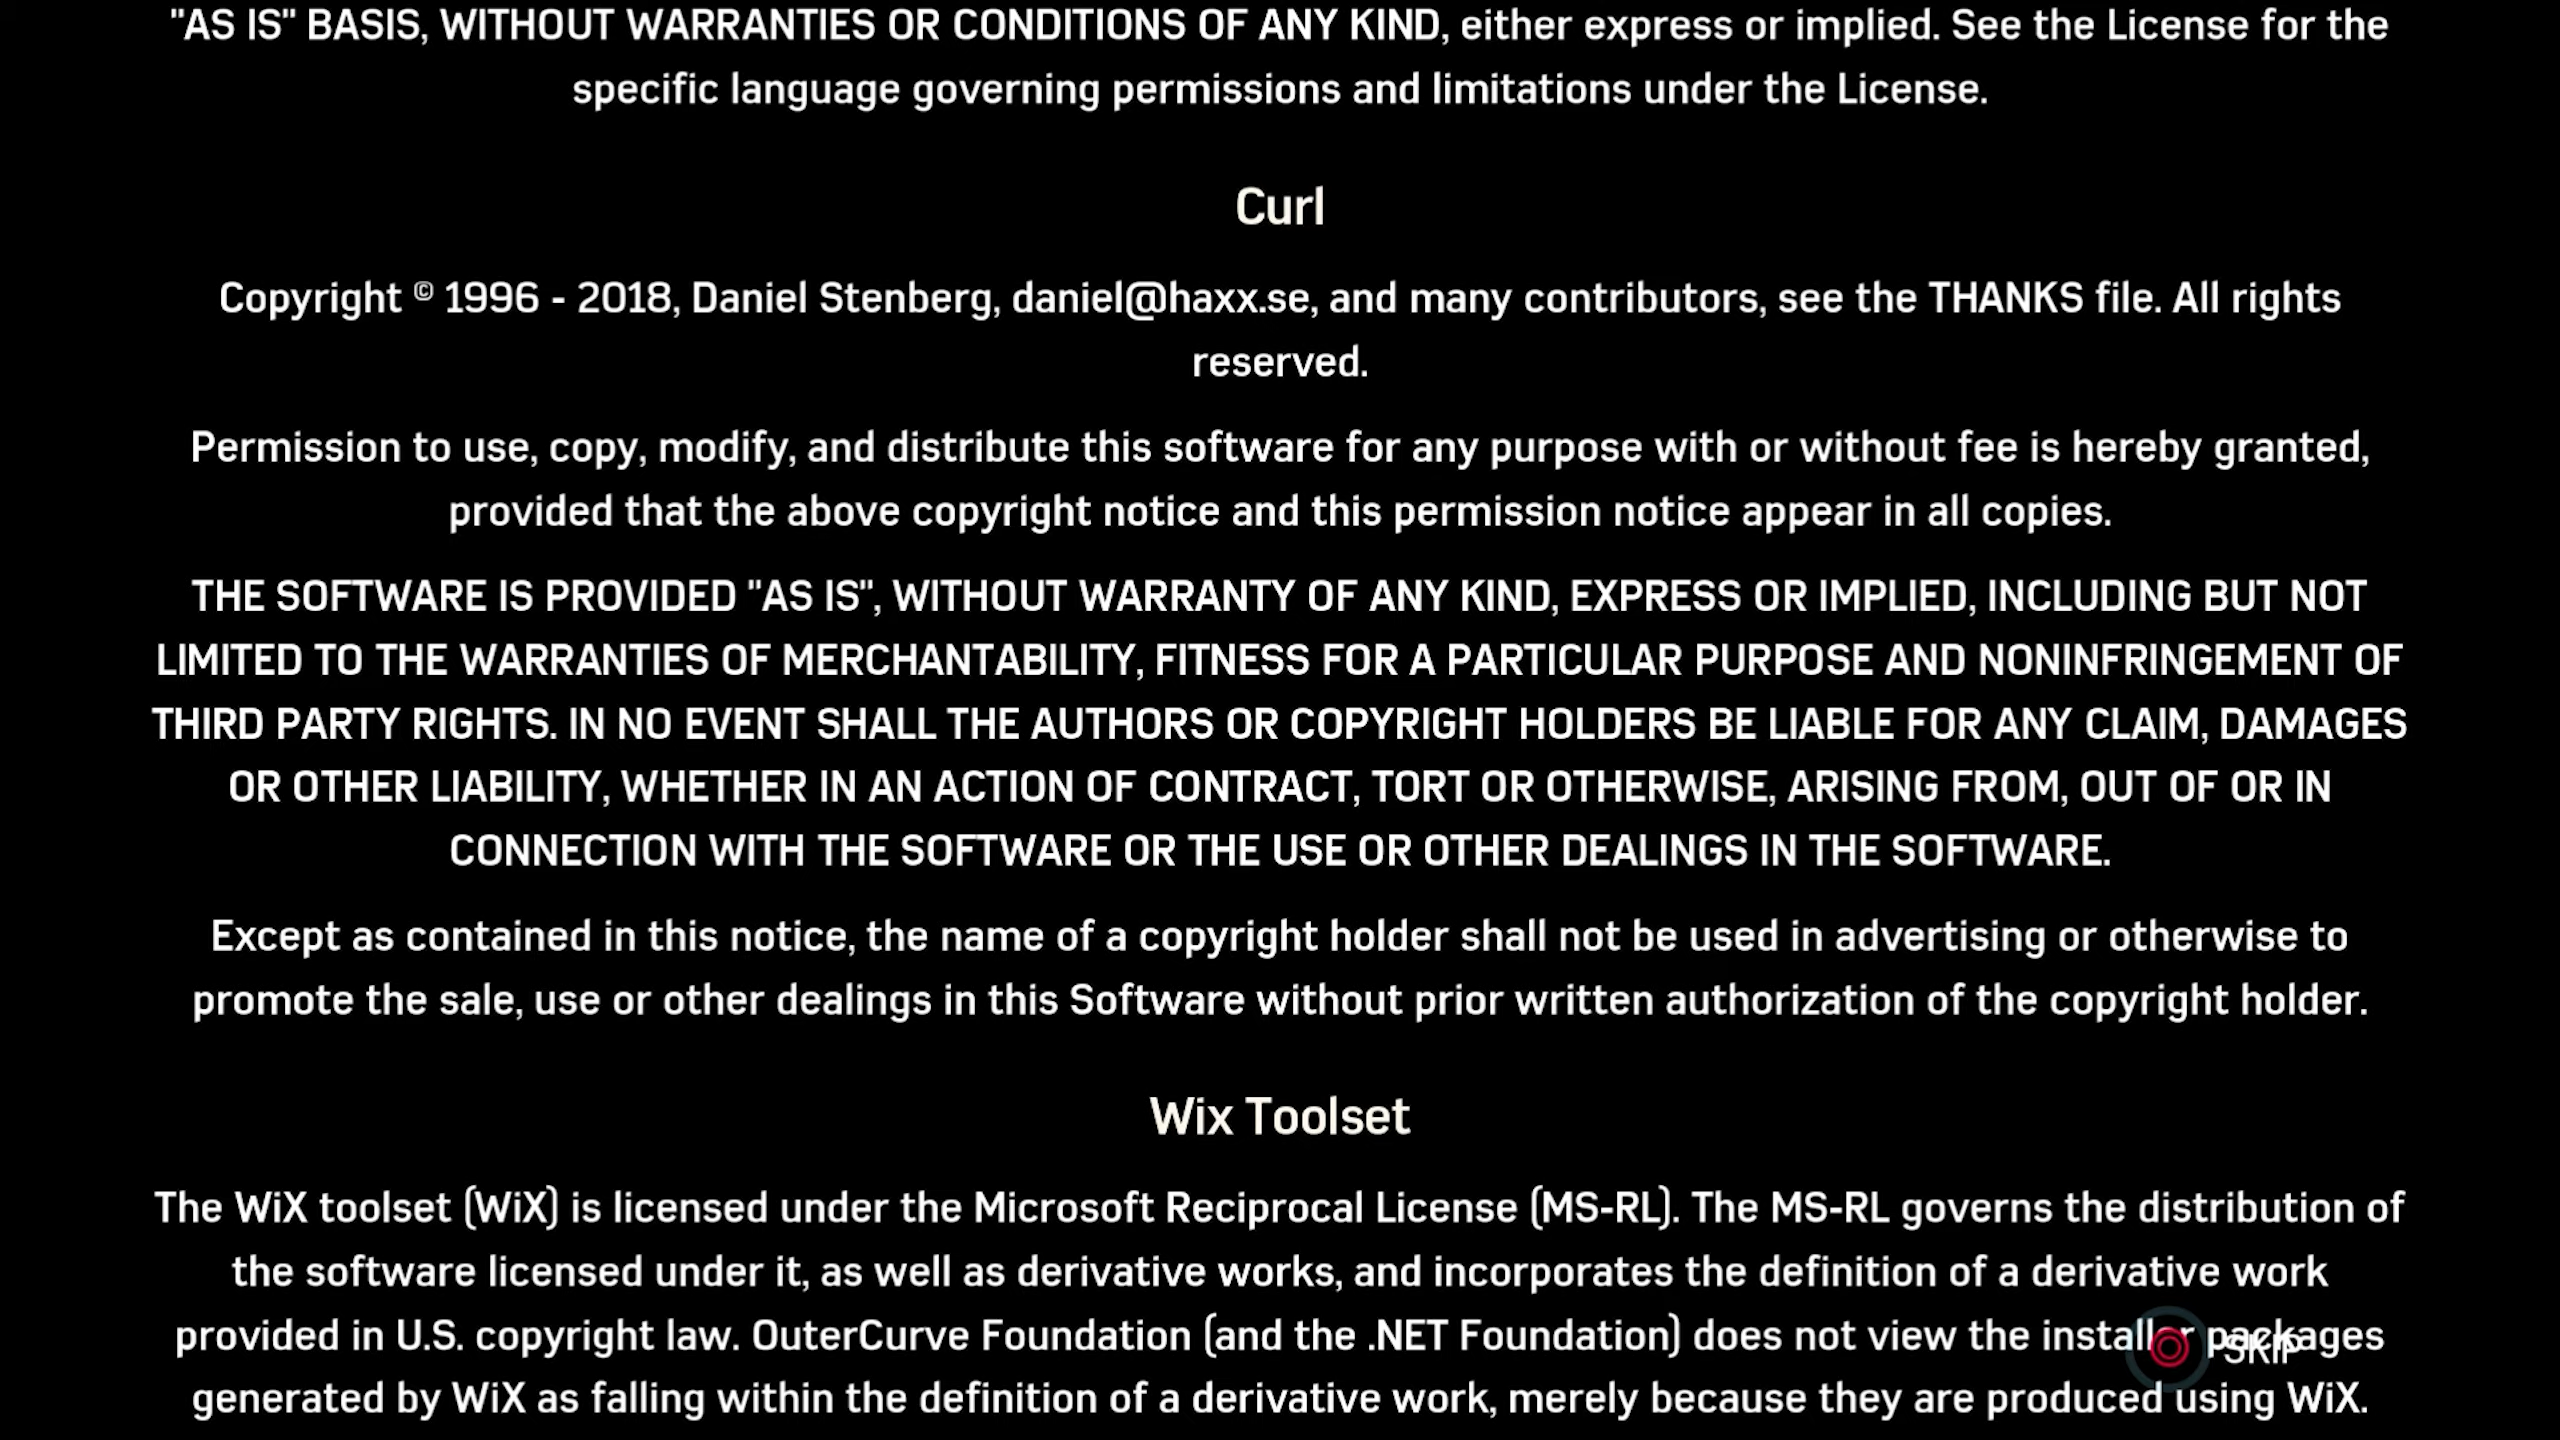 "AS IS" BASIS, WITHOUT WARRANTIES OR CONDITIONS OF ANY KIND, either express or implied. See the License for the
specific language governing permissions and limitations under the License.
Curl
Copyright © 1996 - 2018, Daniel Stenberg, daniel@haxx.se, and many contributors, see the THANKS file. All rights
reserved.
Permission to use, copy, modify, and distribute this software for any purpose with or without fee is hereby granted,
provided that the above copyright notice and this permission notice appear in all copies.
THE SOFTWARE IS PROVIDED "AS IS", WITHOUT WARRANTY OF ANY KIND, EXPRESS OR IMPLIED, INCLUDING BUT NOT
LIMITED TO THE WARRANTIES OF MERCHANTABILITY, FITNESS FOR A PARTICULAR PURPOSE AND NONINFRINGEMENT OF
THIRD PARTY RIGHTS. IN NO EVENT SHALL THE AUTHORS OR COPYRIGHT HOLDERS BE LIABLE FOR ANY CLAIM, DAMAGES
OR OTHER LIABILITY, WHETHER IN AN ACTION OF CONTRACT, TORT OR OTHERWISE, ARISING FROM, OUT OF OR IN
CONNECTION WITH THE SOFTWARE OR THE USE OR OTHER DEALINGS IN THE SOFTWARE.
Except as contained in this notice, the name of a copyright holder shall not be used in advertising or otherwise to
promote the sale, use or other dealings in this Software without prior written authorization of the copyright holder.
Wix Toolset
The WiX toolset (WiX) is licensed under the Microsoft Reciprocal License (MS-RL). The MS-RL governs the distribution of
the software licensed under it, as well as derivative works, and incorporates the definition of a derivative work
provided in U.S. copyright law. OuterCurve Foundation (and the .NET Foundation) does not view the installer packages
SKIP
generated by WiX as falling within the definition of a derivative work, merely because they are produced using WiX.